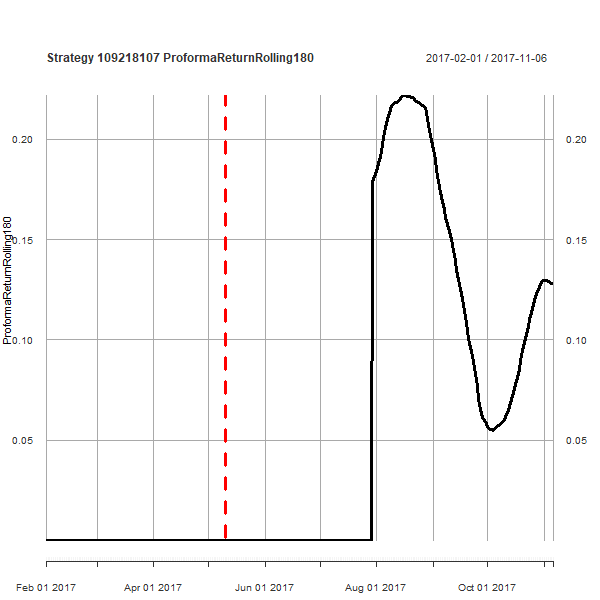 Strategy 109218107 ProformaReturnRolling180
2017-02-01 / 2017-11-06
ProformaReturnRolling180
0.20
0.20
0.15
0.15
0.10
0.10
0.05
0.05
Feb 01 2017
Apr 01 2017
Jun 01 2017
Aug 01 2017
Oct 01 2017